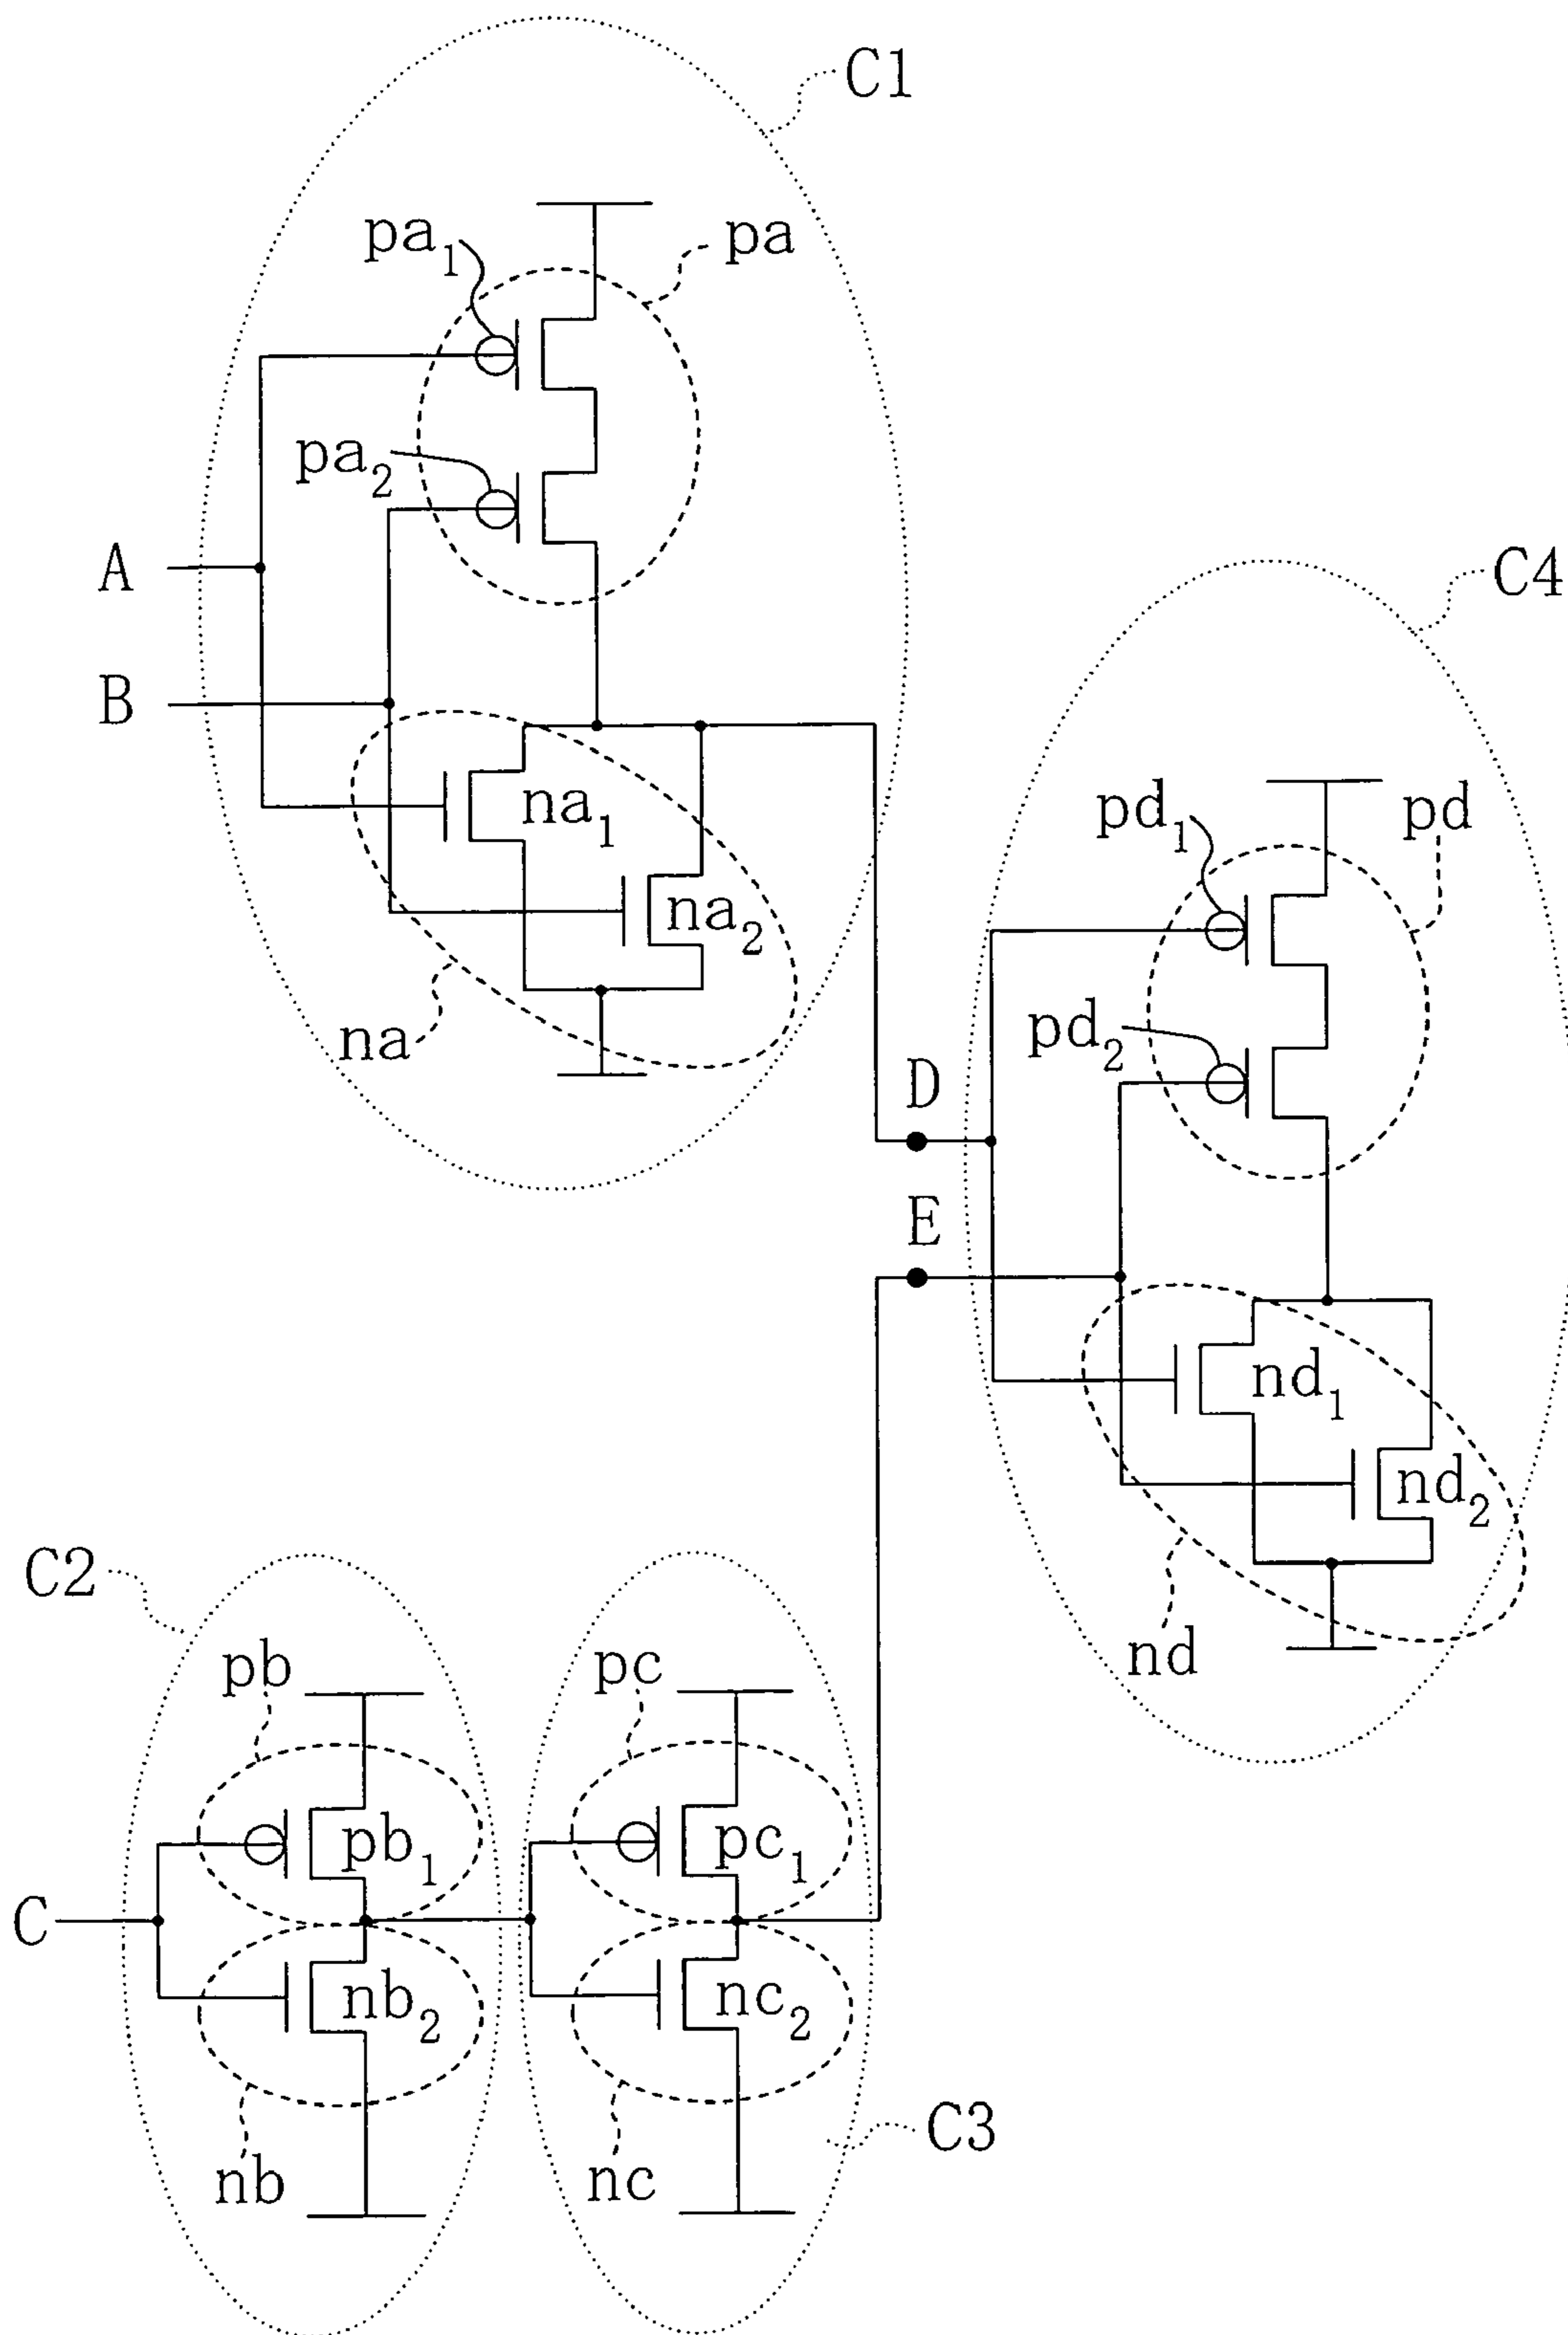 C1
pa₁
pa
pa₂
A
C4
B
na₁
pd₁
pd
na₂
na
pd₂
D
E
nd₁
nd₂
C2
nd
pb
pc
pb₁
pc₁
C
nb₂
nc₂
C3
nb
nc